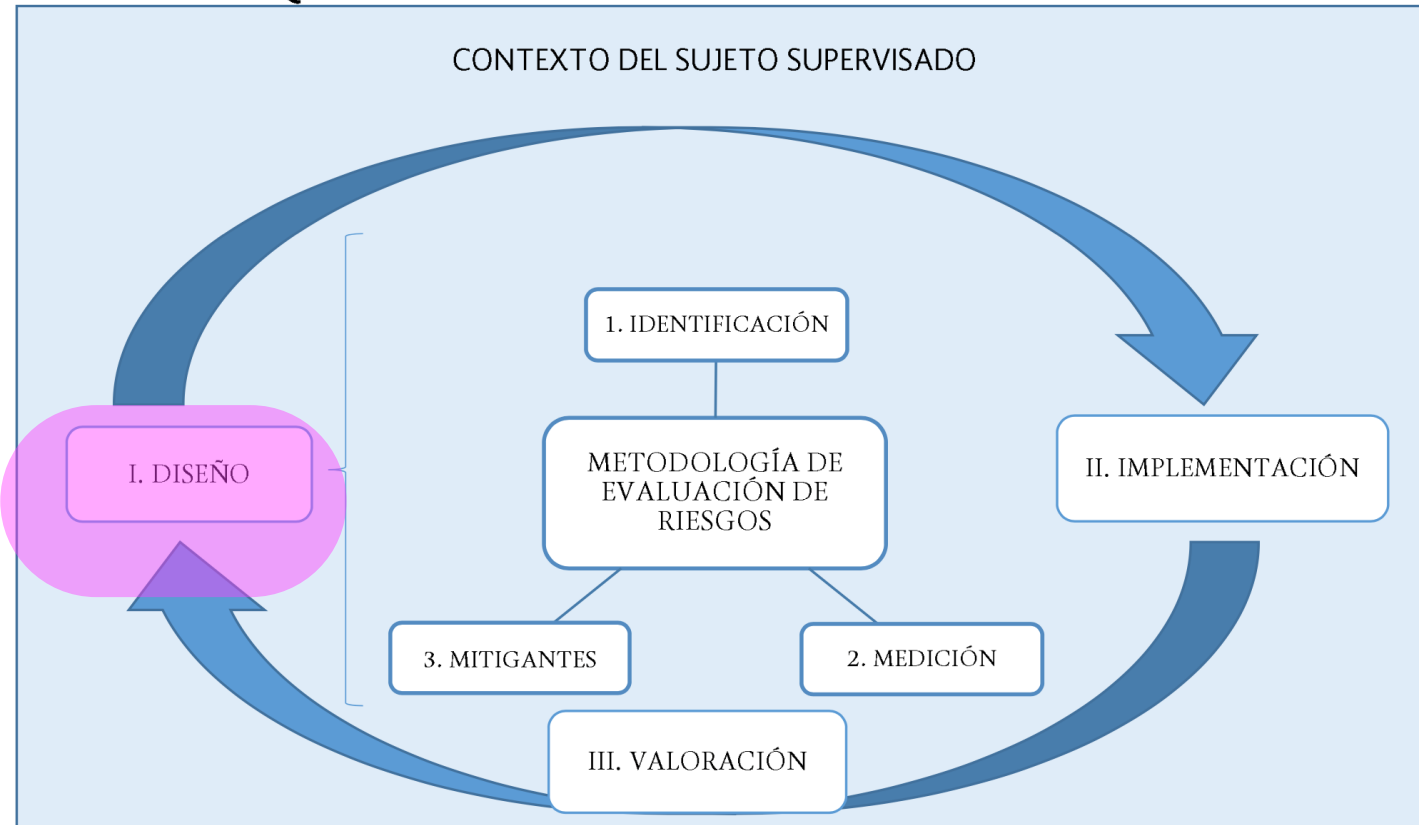 CONTEXTO DEL SUJETO SUPERVISADO
1. IDENTIFICACIÓN
I. DISEÑO
METODOLOGÍA DE
EVALUACIÓN DE
RIESGOS
II. IMPLEMENTACIÓN
3. MITIGANTES
2. MEDICIÓN
III. VALORACIÓN